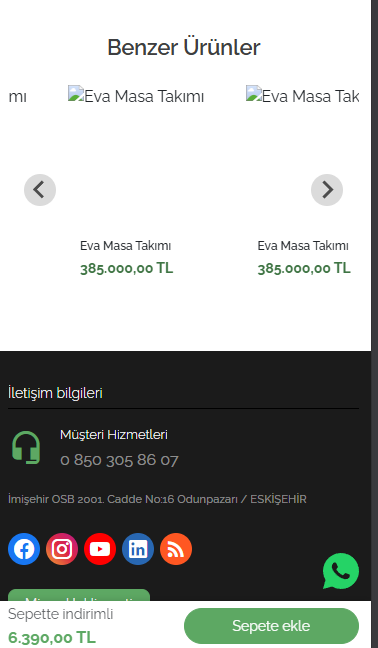 Benzer Ürünler
mı
Eva Masa Takımı
Eva Masa Tak
Eva Masa Takımı
385.000,00 TL
Eva Masa Takımı
385.000,00 TL
İletişim bilgileri
Müşteri Hizmetleri
0 850 305 86 07
İmişehir OSB 2001. Cadde No:16 Odunpazarı / ESKİŞEHİR
Sepette indirimli
6.390,00 TL
Sepete ekle